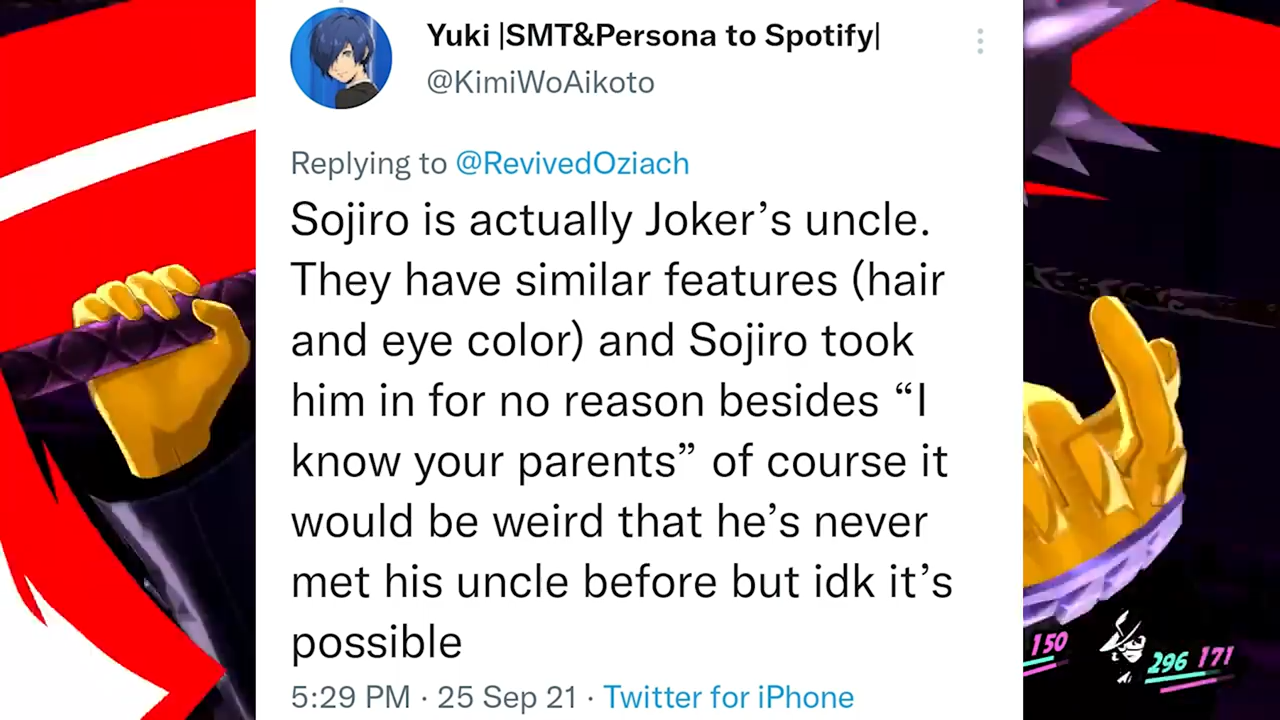 Yuki |SMT&Persona to Spotify|
@KimiWoAikoto
Replying to @RevivedOziach
Sojiro is actually Joker’s uncle.
They have similar features (hair
and eye color) and Sojiro took
him in for no reason besides “I
know your parents” of course it
would be weird that he’s never
met his uncle before but idk it’s
possible
5:29 PM · 25 Sep 21 · Twitter for iPhone
150
296 171